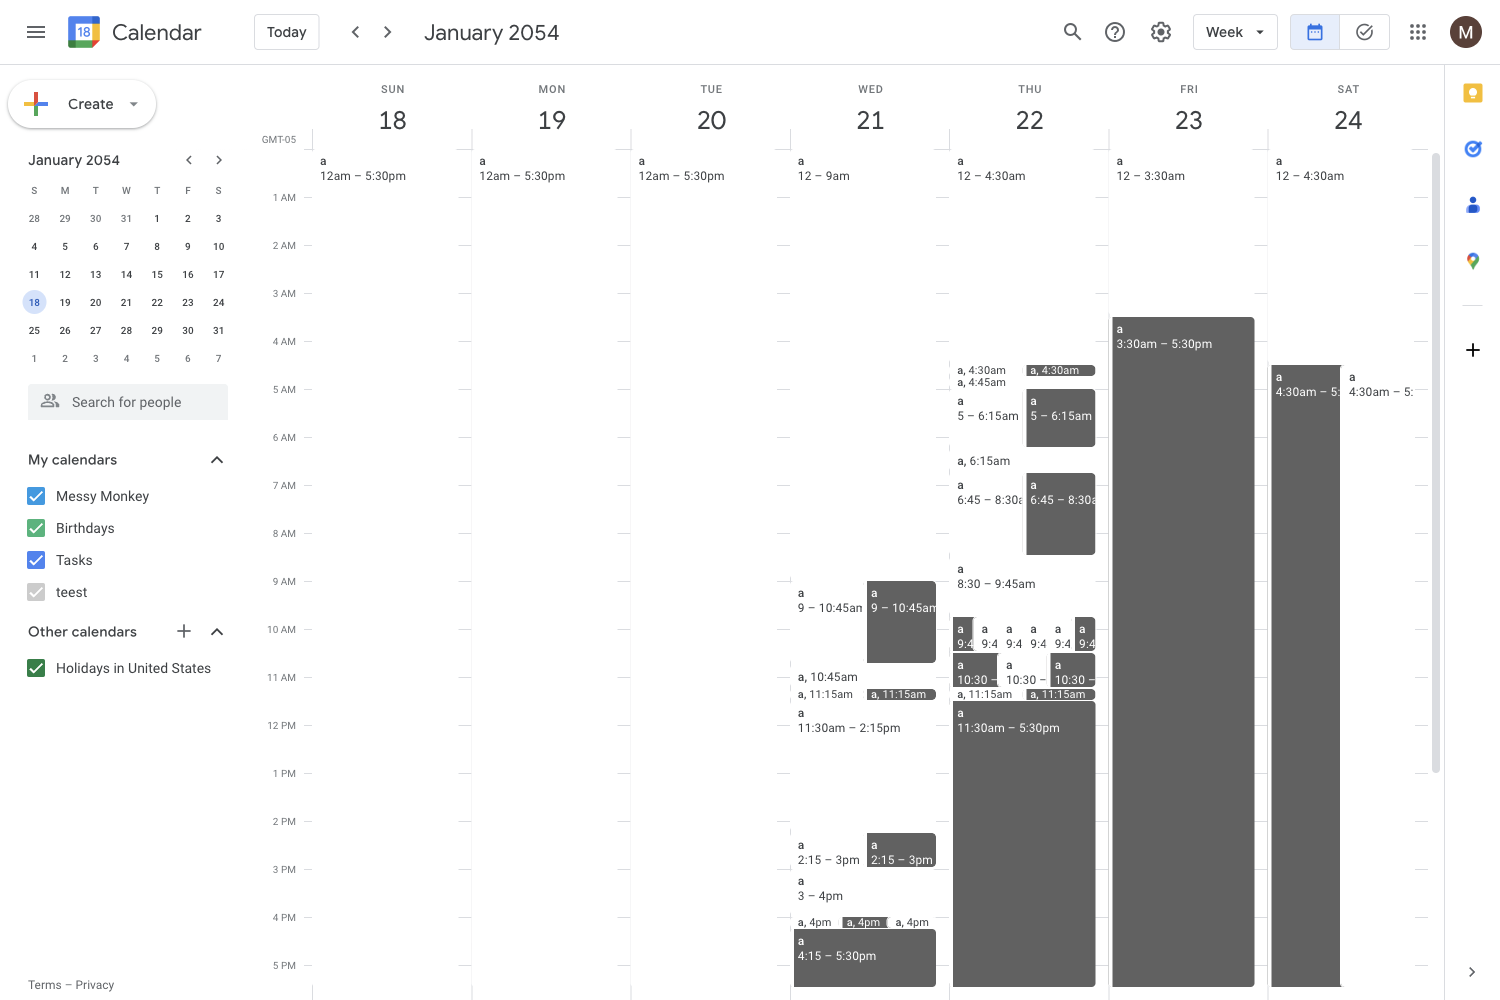 18
Calendar
Today
January 2054
Week
M
Create
January 2054
S M T W T F S
28 29 30 31 1 2 3
4 5 6 7 8 9 10
11 12 13 14 15 16 17
18 19 20 21 22 23 24
25 26 27 28 29 30 31
1 2 3 4 5 6 7
Search for people
My calendars
Messy Monkey
Birthdays
Tasks
teest
Other calendars
Holidays in United States
Terms – Privacy
GMT-05
SUN MON TUE WED THU FRI SAT
18 19 20 21 22 23 24
1 AM
2 AM
3 AM
4 AM
5 AM
6 AM
7 AM
8 AM
9 AM
10 AM
11 AM
12 PM
1 PM
2 PM
3 PM
4 PM
5 PM
a
12am – 5:30pm
a
12am – 5:30pm
a
12am – 5:30pm
a
12 – 9am
a
9 – 10:45am
a
9 – 10:45am
a, 10:45am
a, 11:15am
a, 11:15am
a
11:30am – 2:15pm
a
2:15 – 3pm
a
2:15 – 3pm
a
3 – 4pm
a, 4pm
a, 4pm
a, 4pm
a
4:15 – 5:30pm
a
12 – 4:30am
a, 4:30am
a, 4:30am
a, 4:45am
a
5 – 6:15am
a
5 – 6:15am
a, 6:15am
a
6:45 – 8:30a
a
6:45 – 8:30a
a
8:30 – 9:45am
a
9:4
a
9:4
a
9:4
a
9:4
a
9:4
a
9:4
a
10:30 –
a
10:30 –
a
10:30 –
a, 11:15am
a, 11:15am
a
11:30am – 5:30pm
a
12 – 3:30am
a
3:30am – 5:30pm
a
12 – 4:30am
a
4:30am – 5:
a
4:30am – 5: